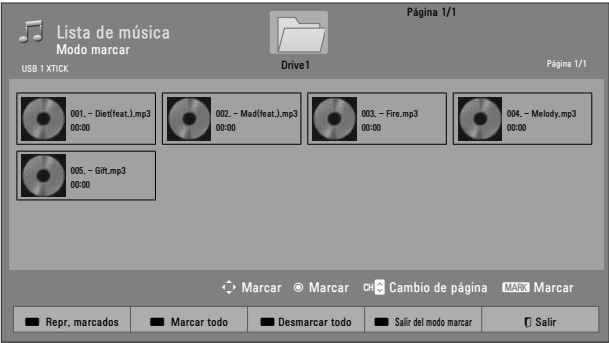 Página 1/1
Lista de música
Modo marcar
Drive1
USB 1 XTICK
Página 1/1
001. - Diet(feat.).mp3
00:00
002. - Mad(feat.).mp3
00:00
003. - Fire.mp3
00:00
004. - Melody.mp3
00:00
005. - Gift.mp3
00:00
Marcar Marcar CH Cambio de página MARK Marcar
Repr. marcados Marcar todo Desmarcar todo Salir del modo marcar Salir